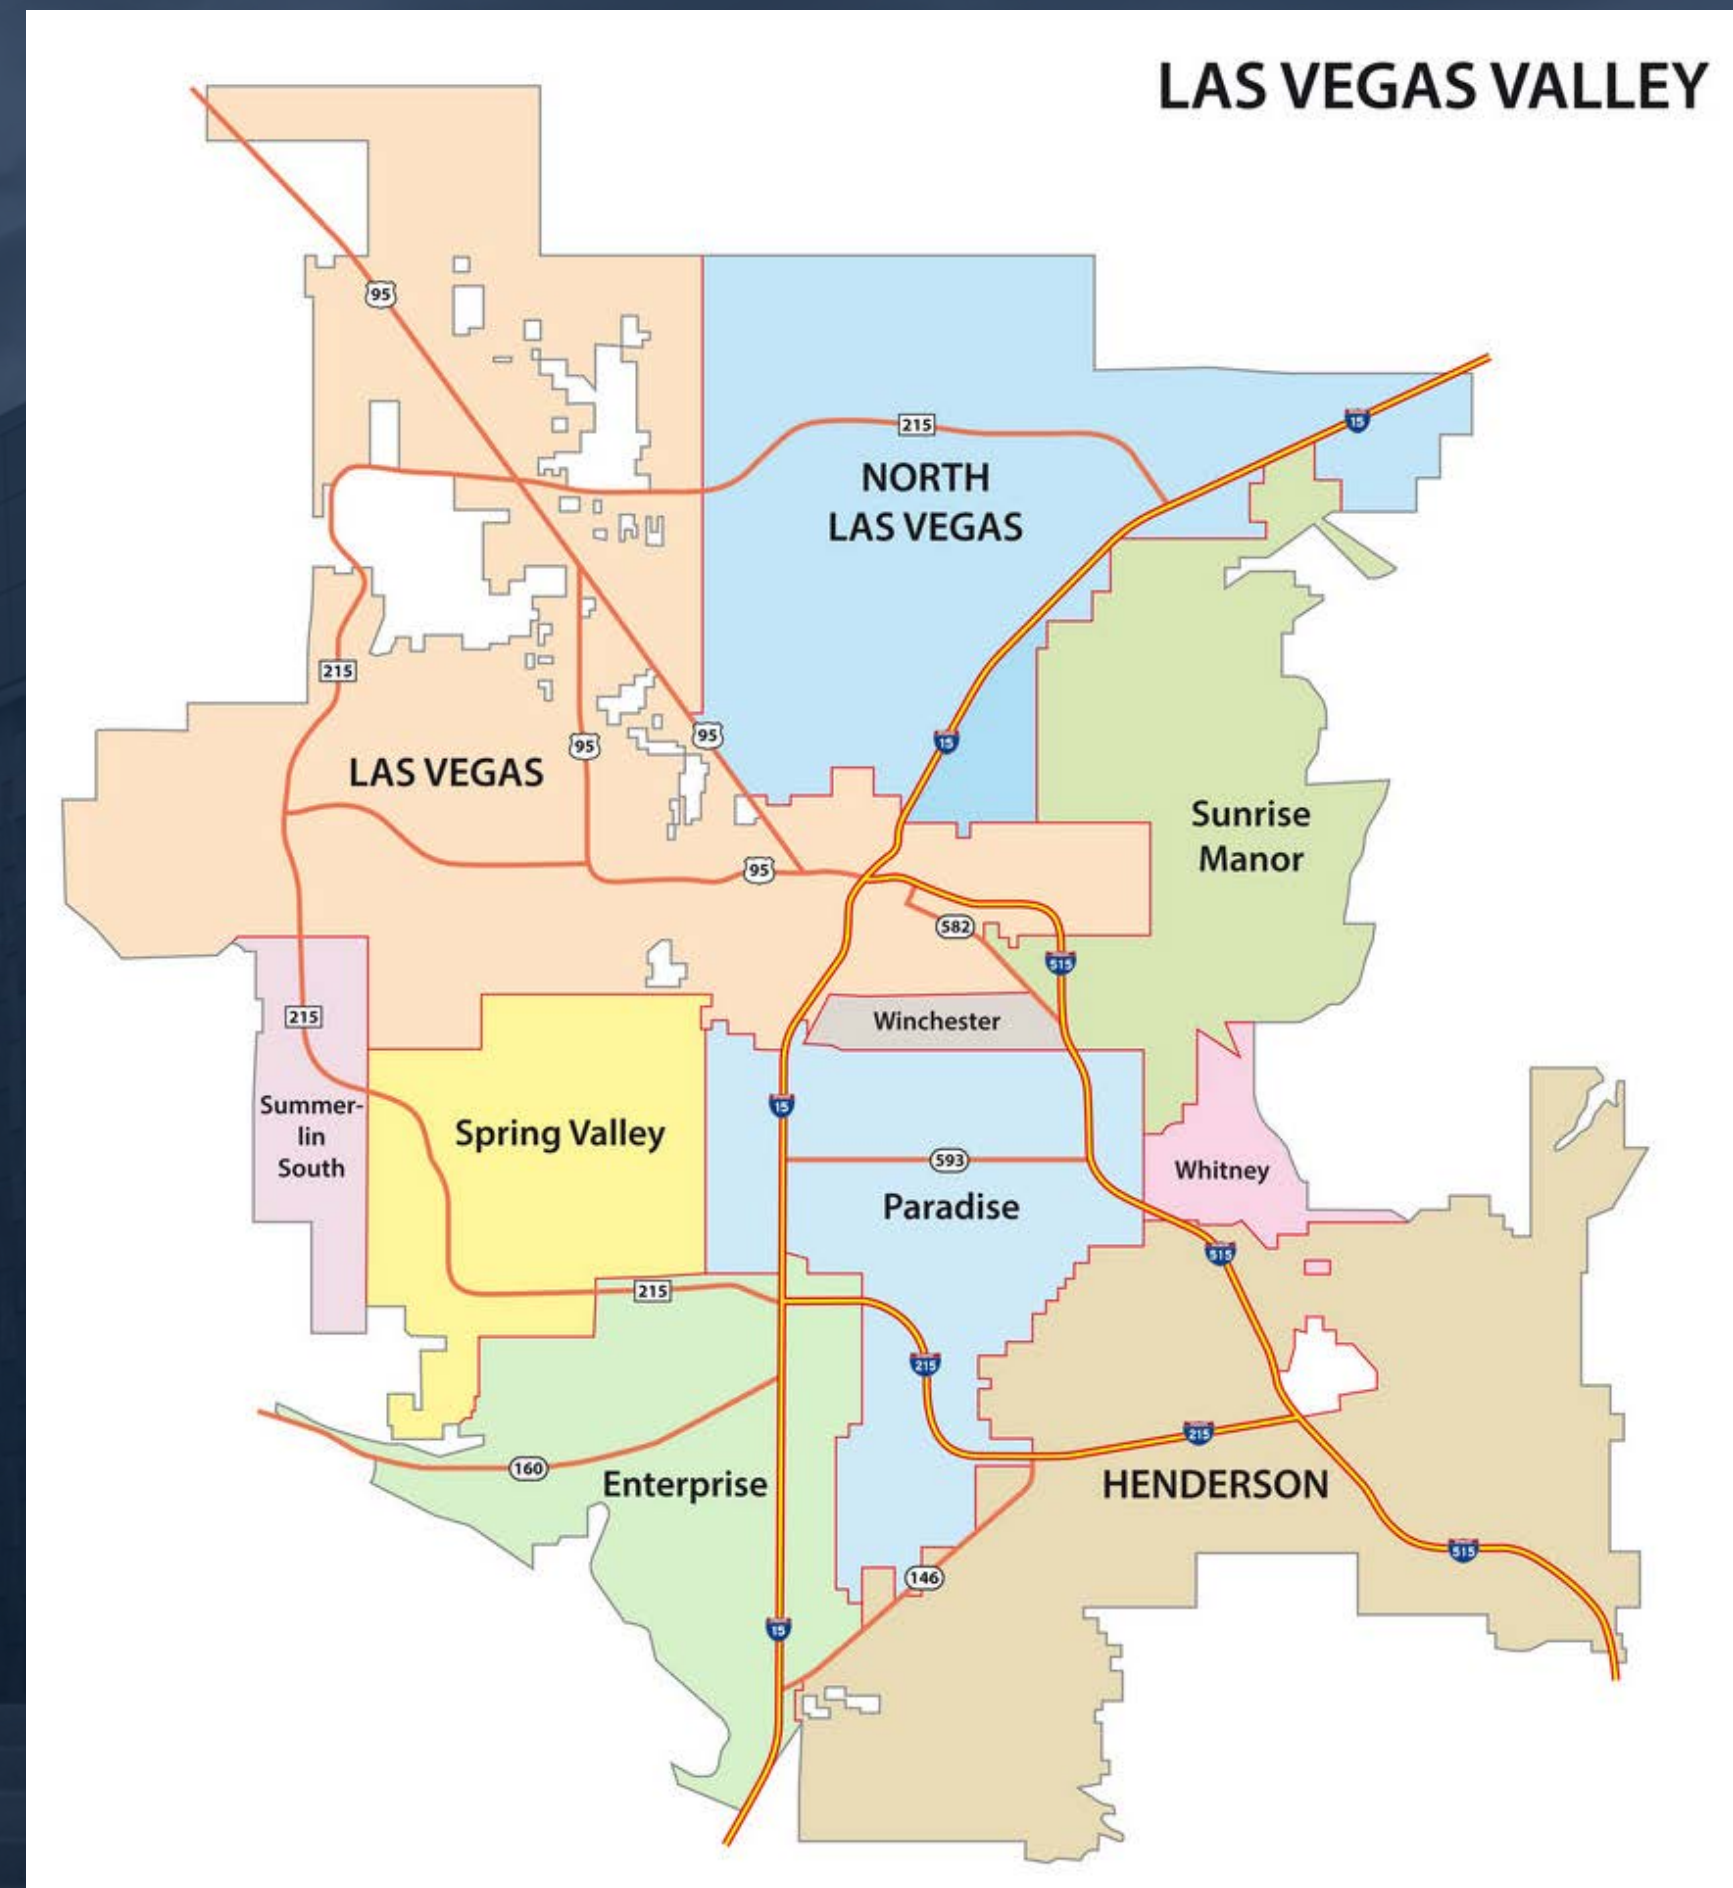 LAS VEGAS VALLEY
95
15
215
NORTH
LAS VEGAS
215
95
95
15
LAS VEGAS
Sunrise
Manor
95
582
515
215
Winchester
Summer-
lin
South
15
Spring Valley
593
Whitney
Paradise
515
215
215
215
160
Enterprise
HENDERSON
515
146
15